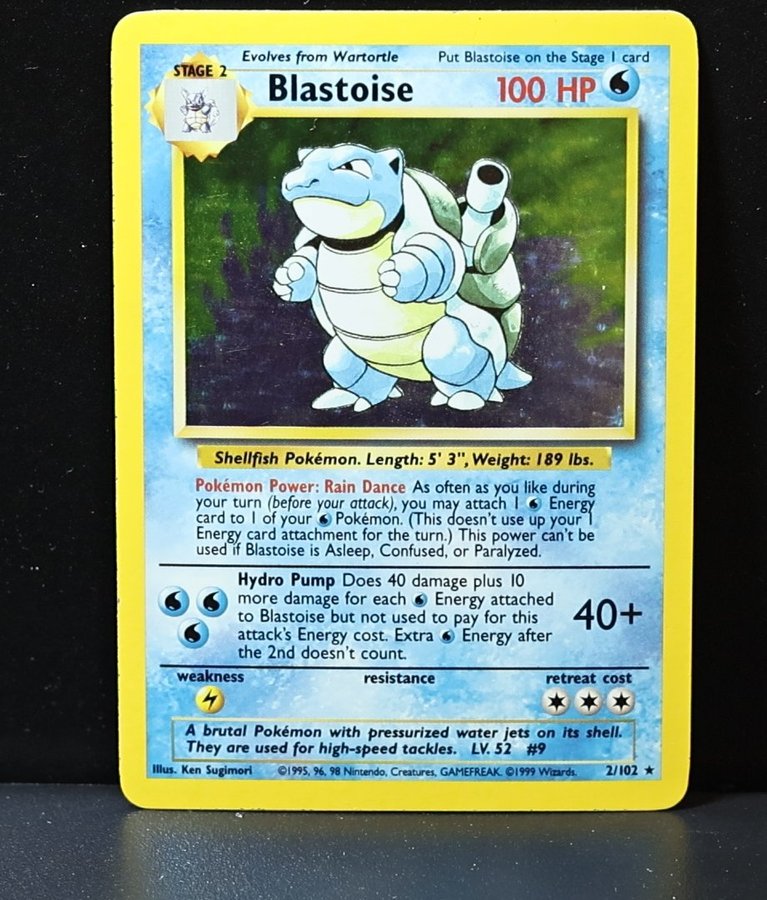 Evolves from Wartortle Put Blastoise on the Stage 1 card
STAGE 2
Blastoise 100 HP
Shellfish Pokémon. Length: 5' 3", Weight: 189 lbs.
Pokémon Power: Rain Dance As often as you like during
your turn (before your attack), you may attach 1 Energy
card to 1 of your Pokémon. (This doesn't use up your 1
Energy card attachment for the turn.) This power can't be
used if Blastoise is Asleep, Confused, or Paralyzed.
Hydro Pump Does 40 damage plus 10
more damage for each Energy attached
to Blastoise but not used to pay for this
attack's Energy cost. Extra Energy after
the 2nd doesn't count.
40+
weakness resistance retreat cost
A brutal Pokémon with pressurized water jets on its shell.
They are used for high-speed tackles. LV. 52 #9
Illus. Ken Sugimori ©1995, 96, 98 Nintendo, Creatures, GAMEFREAK. ©1999 Wizards. 2/102 ★